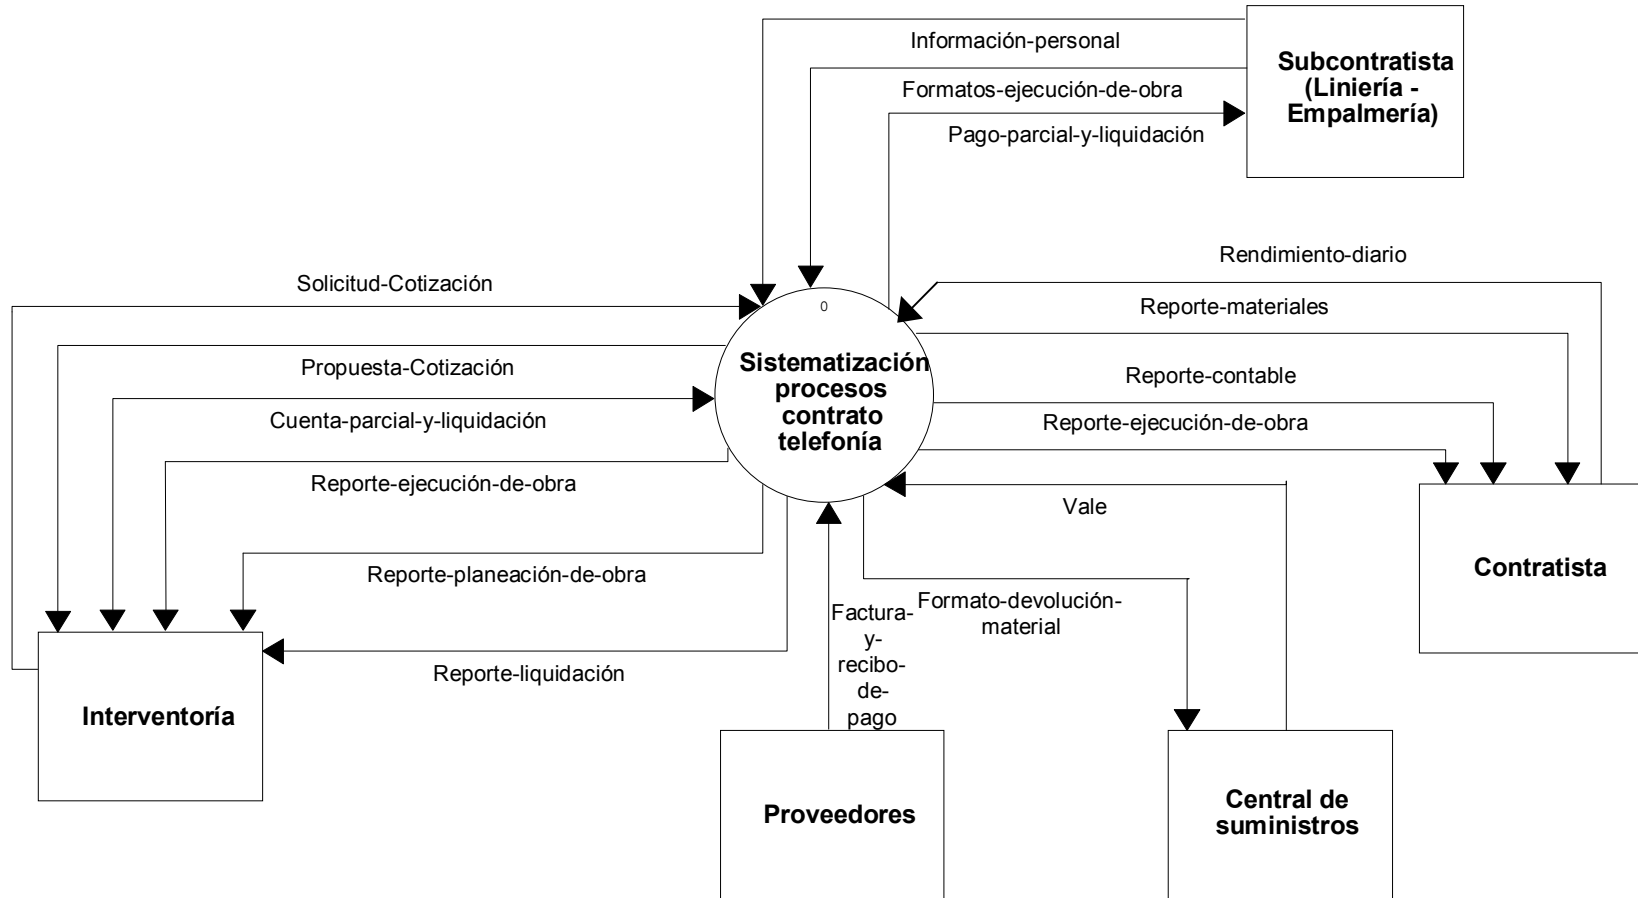 Información-personal
Subcontratista
(Liniería -
Empalmería)
Formatos-ejecución-de-obra
Pago-parcial-y-liquidación
Rendimiento-diario
Solicitud-Cotización
Reporte-materiales
0
Sistematización
procesos
contrato
telefonía
Propuesta-Cotización
Reporte-contable
Cuenta-parcial-y-liquidación
Reporte-ejecución-de-obra
Reporte-ejecución-de-obra
Vale
Contratista
Reporte-planeación-de-obra
Formato-devolución-
material
Factura-
y-
recibo-
de-
pago
Reporte-liquidación
Interventoría
Proveedores
Central de
suministros